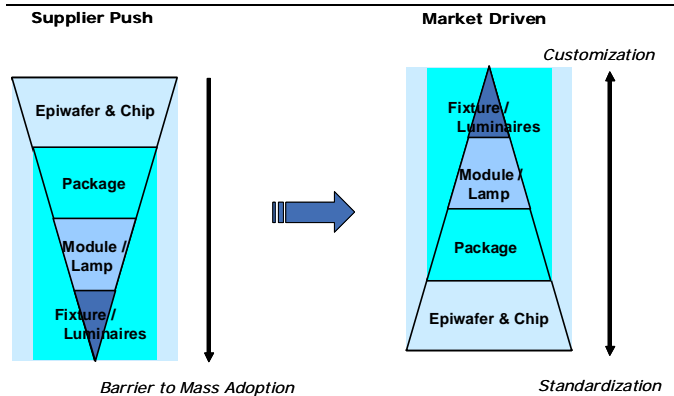 Supplier Push
Epiwafer & Chip
Package
Module /
Lamp
Fixture /
Luminaires
Barrier to Mass Adoption
Market Driven
Customization
Fixture /
Luminaires
Module /
Lamp
Package
Epiwafer & Chip
Standardization